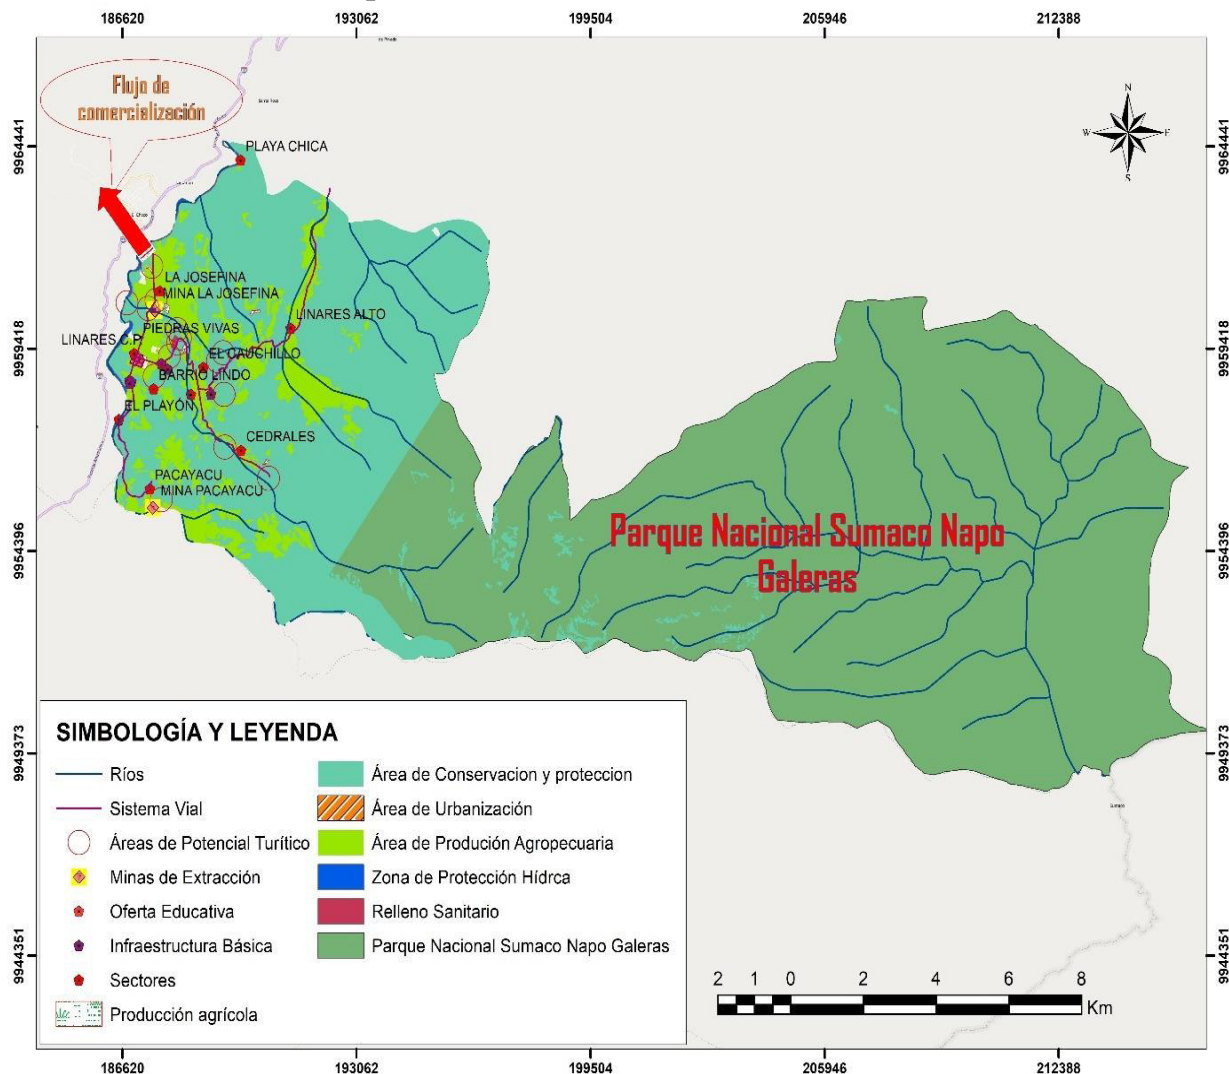 186620 193062 199504 205946 212388
Flujo de
comercialización
N
W E
S
9964441 9964441
PLAYA CHICA
LA JOSEFINA
MINA LA JOSEFINA
LINARES ALTO
PIEDRAS VIVAS
LINARES C.P.
9959418 9959418
EL CAUCHILLO
BARRIO LINDO
EL PLAYÓN
CEDRALES
PACAYACU
MINA PACAYACU
Parque Nacional Sumaco Napo
Galeras
9954396 9954396
SIMBOLOGÍA Y LEYENDA
Ríos
Sistema Vial
Áreas de Potencial Turítico
Minas de Extracción
Oferta Educativa
Infraestructura Básica
Sectores
Producción agrícola
Área de Conservacion y proteccion
Área de Urbanización
Área de Produción Agropecuaria
Zona de Protección Hídrca
Relleno Sanitario
Parque Nacional Sumaco Napo Galeras
9949373 9949373
9944351 9944351
2 1 0 2 4 6 8
Km
186620 193062 199504 205946 212388